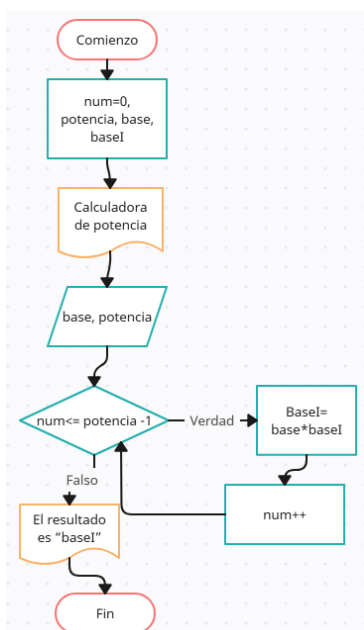 Comienzo
num=0,
potencia, base,
baseI
Calculadora
de potencia
base, potencia
num<= potencia -1
Verdad
BaseI=
base*baseI
Falso
num++
El resultado
es “baseI”
Fin